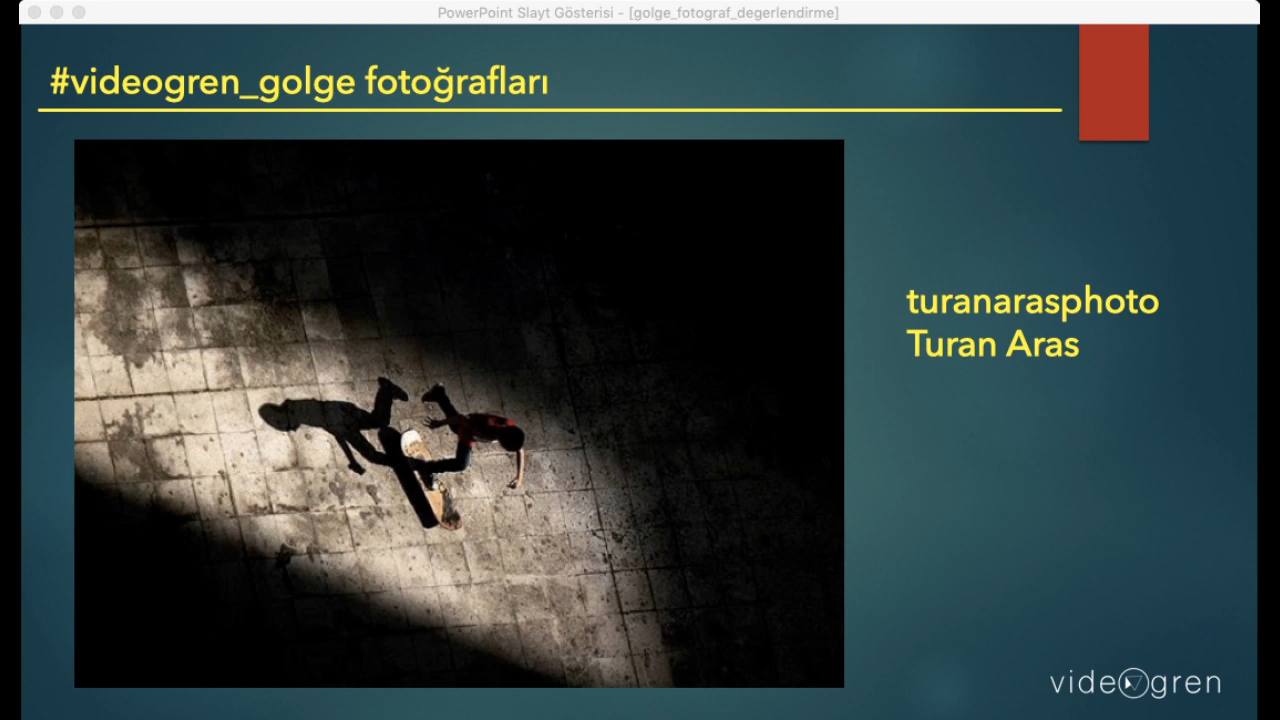 PowerPoint Slayt Gösterisi - [golge_fotograf_degerlendirme]
#videogren_golge fotoğrafları
turanarasphoto
Turan Aras
videogren